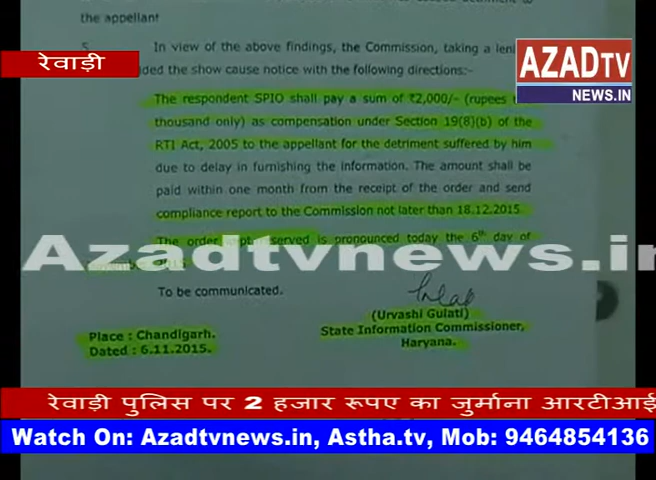 the appellant
5. In view of the above findings, the Commission, taking a
रेवाड़ी
the show cause notice with the following directions:-
AZAD TV
NEWS.IN
The respondent SPIO shall pay a sum of ₹2,000/- (rupees
thousand only) as compensation under Section 19(8)(b) of the
RTI Act, 2005 to the appellant for the detriment suffered by him
due to delay in furnishing the information. The amount shall be
paid within one month from the receipt of the order and send
compliance report to the Commission not later than 18.12.2015.
The order kept reserved is pronounced today the 6th day of
Azadtvnews.in
To be communicated.
(Urvashi Gulati)
State Information Commissioner,
Haryana.
Place : Chandigarh.
Dated : 6.11.2015.
रेवाड़ी पुलिस पर 2 हजार रूपए का जुर्माना आरटीआई
Watch On: Azadtvnews.in, Astha.tv, Mob: 9464854136